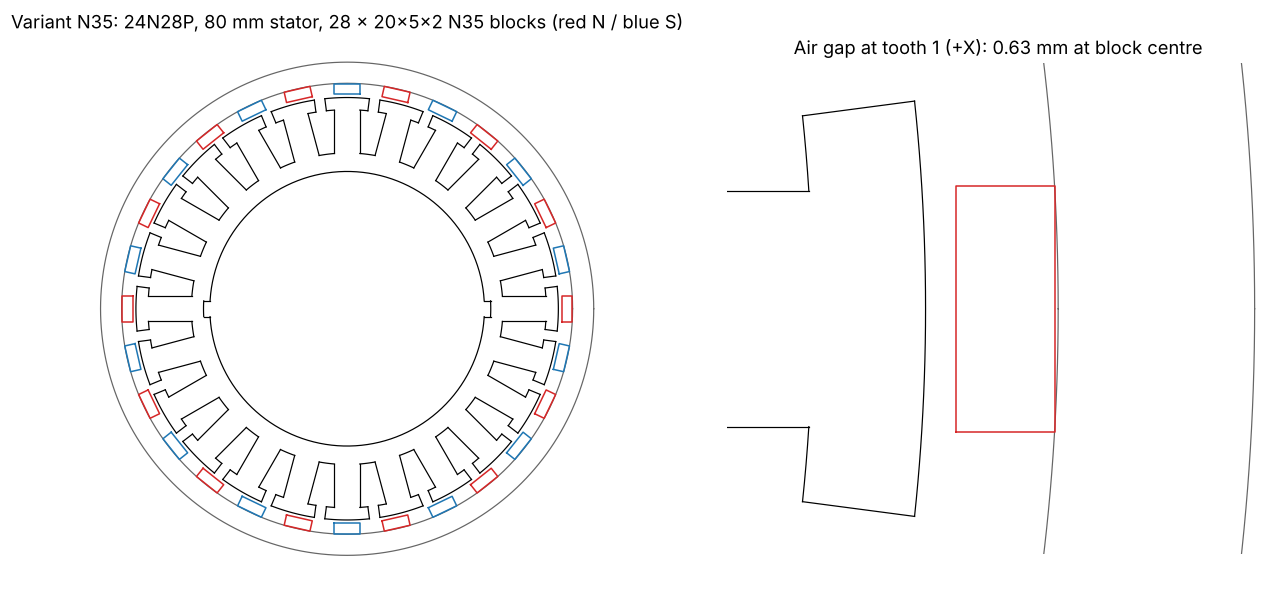 Variant N35: 24N28P, 80 mm stator, 28 × 20×5×2 N35 blocks (red N / blue S)
Air gap at tooth 1 (+X): 0.63 mm at block centre